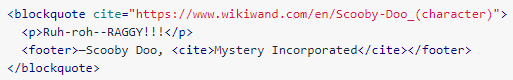 <blockquote cite="https://www.wikiwand.com/en/Scooby-Doo_(character)">
  <p>Ruh-roh--RAGGY!!!</p>
  <footer>—Scooby Doo, <cite>Mystery Incorporated</cite></footer>
</blockquote>